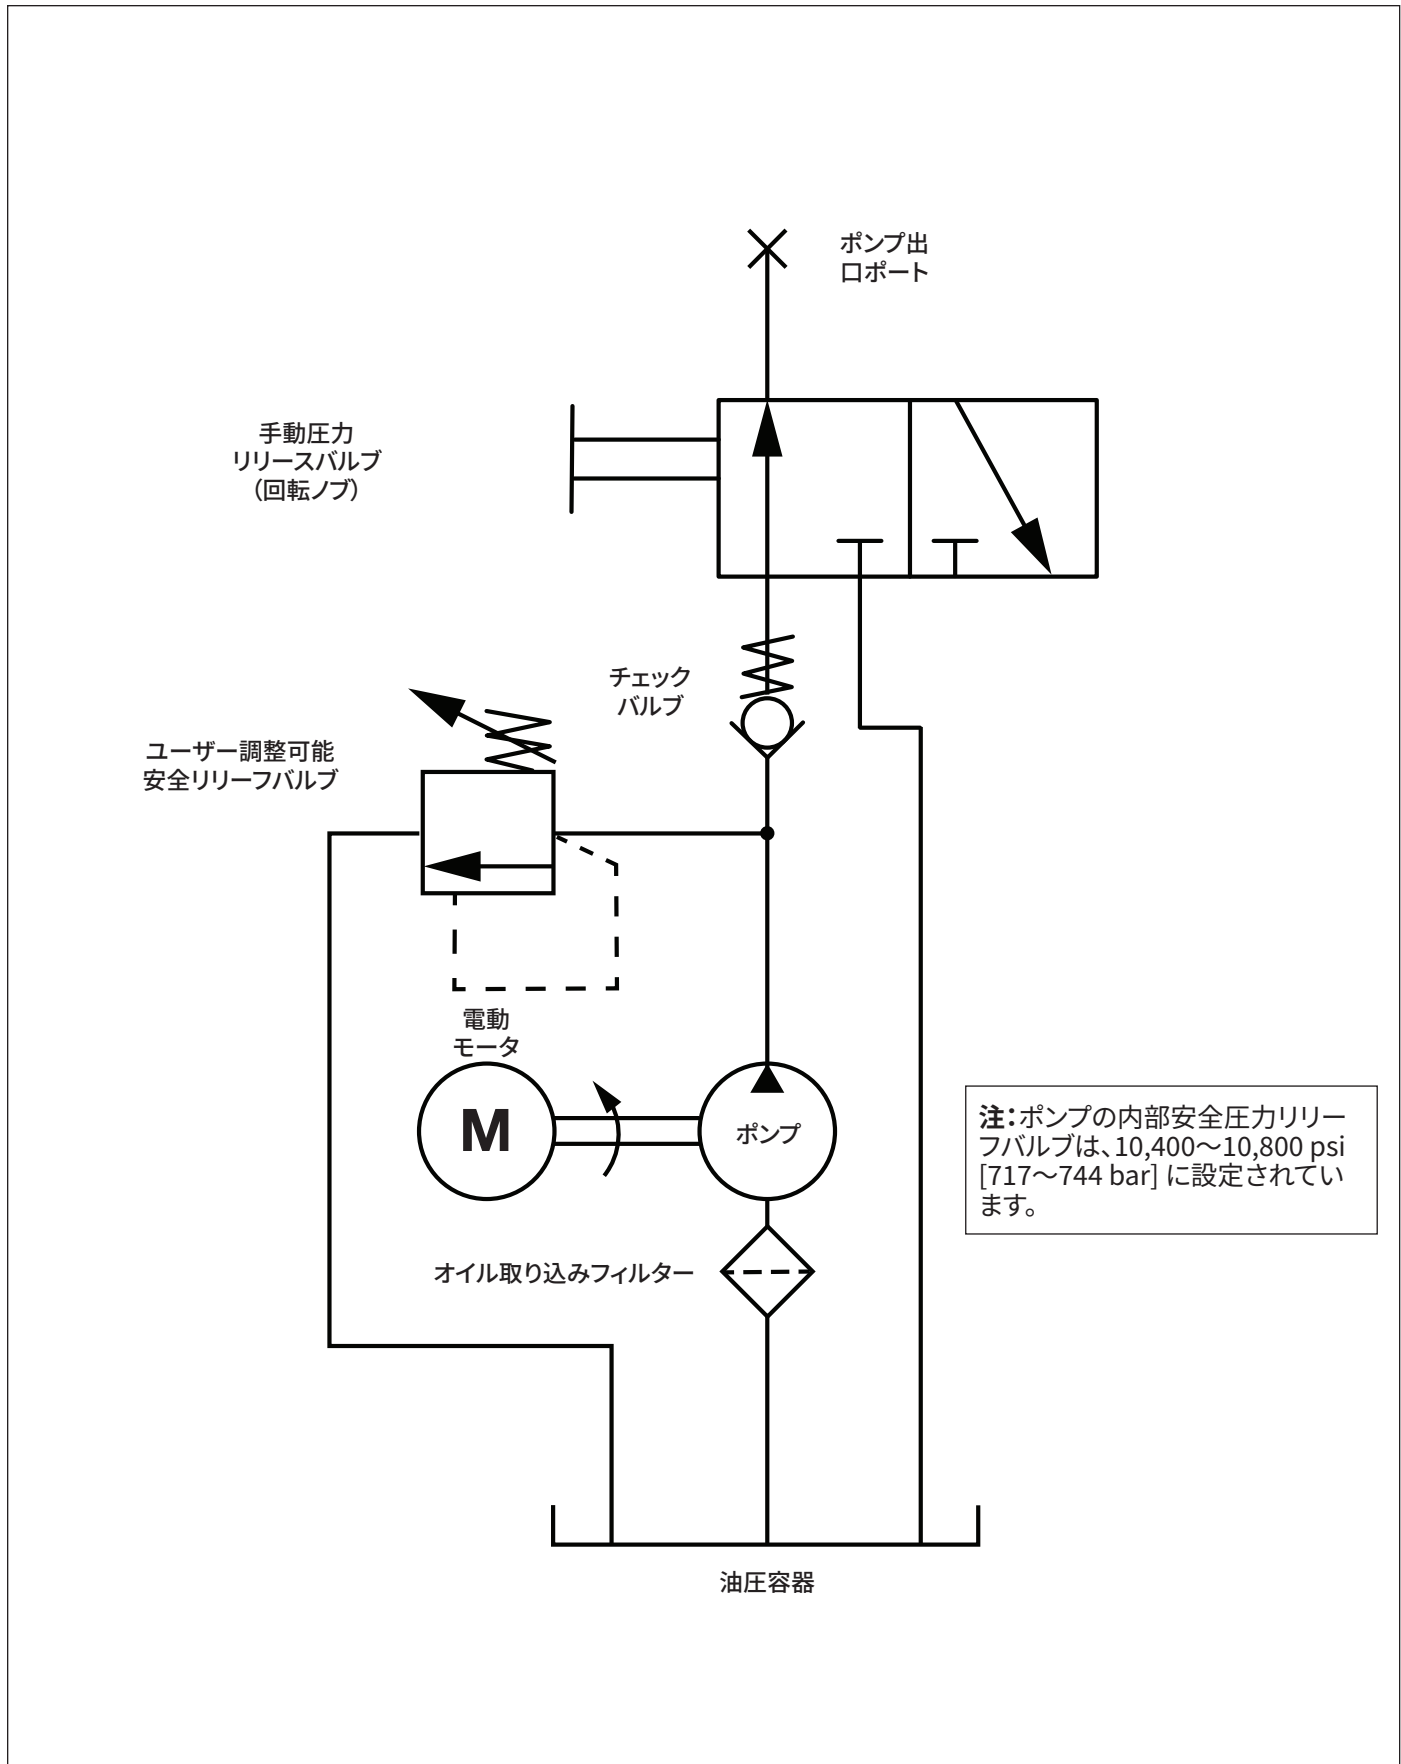 ポンプ出
口ポート
手動圧力
リリースバルブ
（回転ノブ）
チェック
バルブ
ユーザー調整可能
安全リリーフバルブ
電動
モータ
M
ポンプ
注：ポンプの内部安全圧力リリー
フバルブは、10,400～10,800 psi
[717～744 bar] に設定されてい
ます。
オイル取り込みフィルター
油圧容器